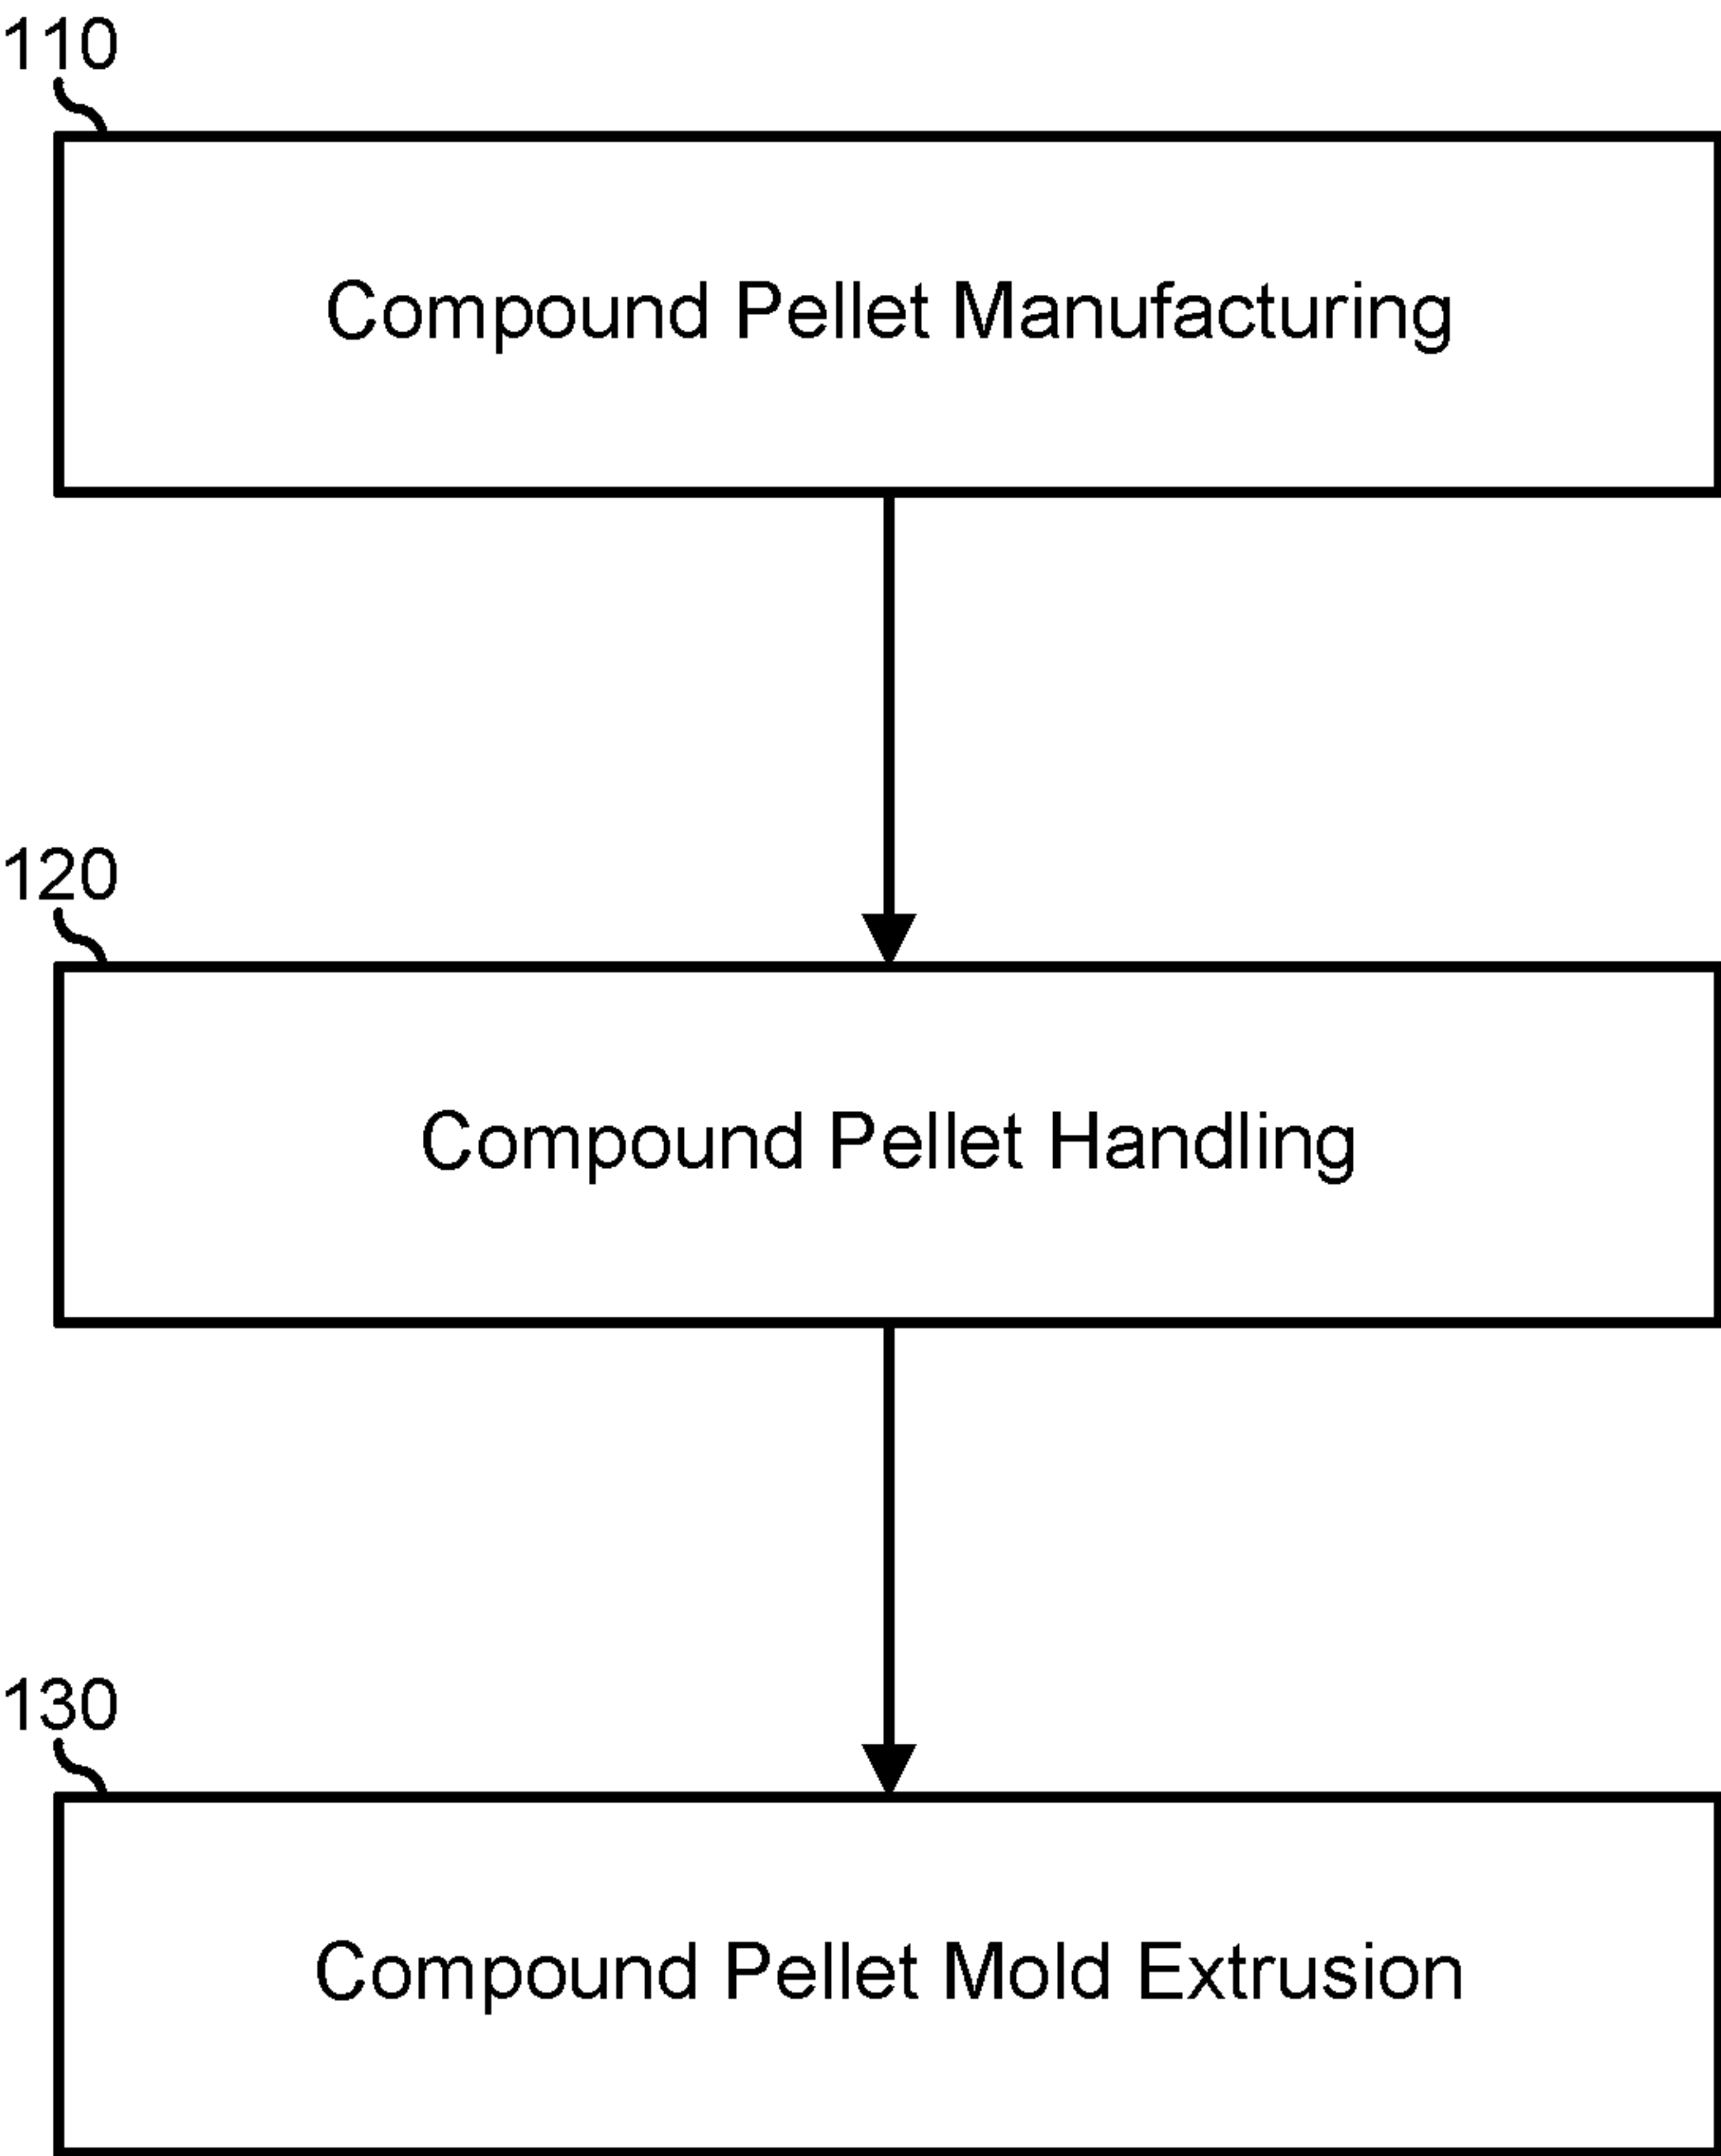 110
Compound Pellet Manufacturing
120
Compound Pellet Handling
130
Compound Pellet Mold Extrusion